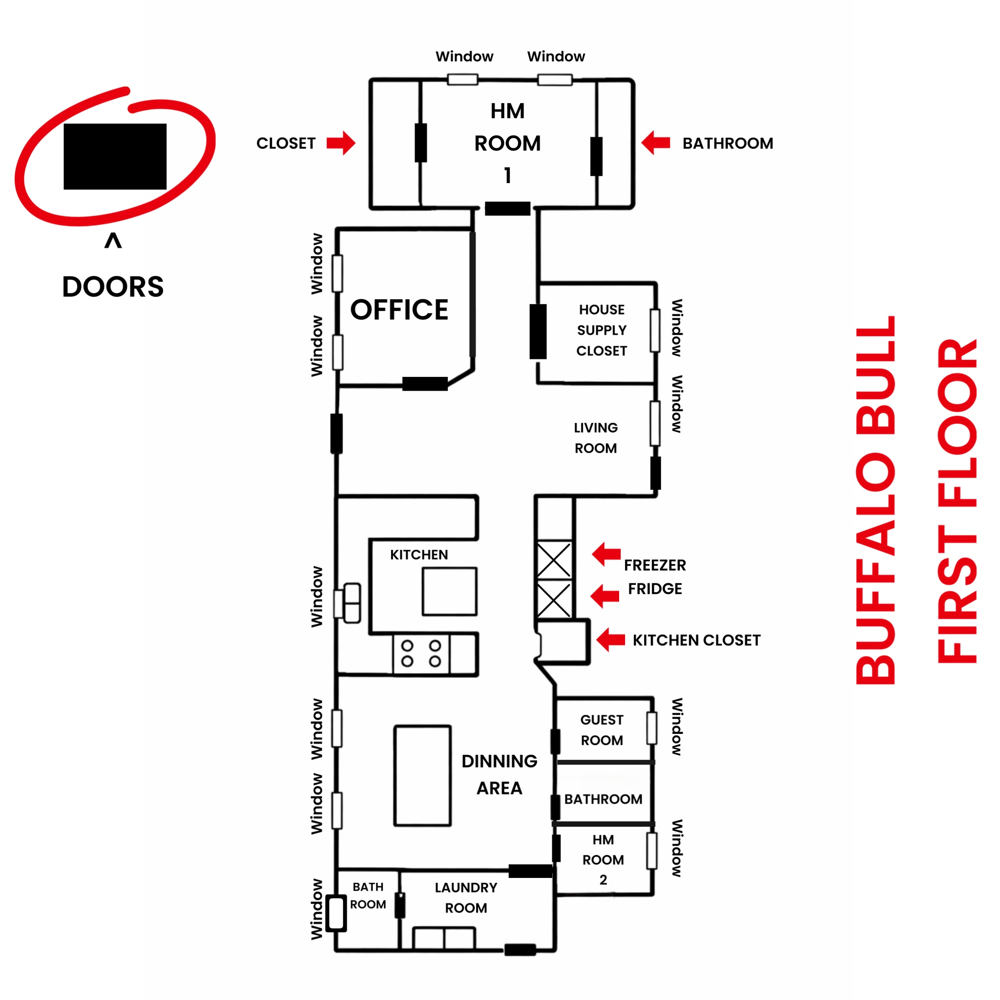 Window
Window
HM
ROOM
1
CLOSET
BATHROOM
^
DOORS
Window
Window
OFFICE
HOUSE
SUPPLY
CLOSET
Window
Window
LIVING
ROOM
KITCHEN
FREEZER
FRIDGE
Window
KITCHEN CLOSET
Window
Window
DINNING
AREA
GUEST
ROOM
Window
BATHROOM
HM
ROOM
2
Window
BATH
ROOM
LAUNDRY
ROOM
Window
BUFFALO BULL
FIRST FLOOR